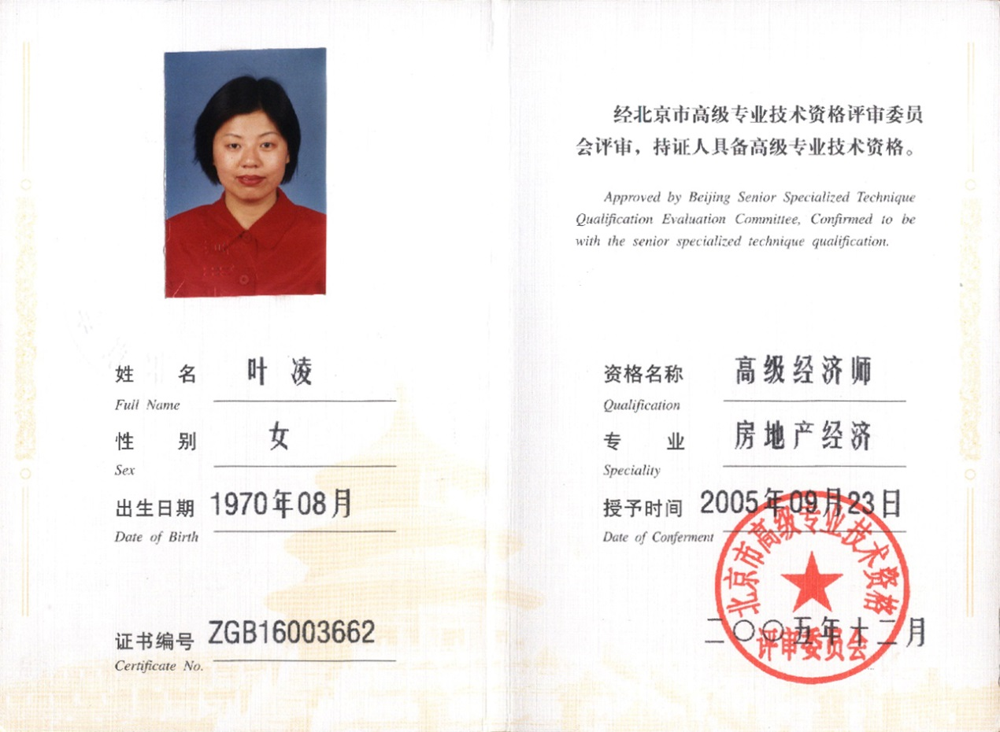 姓名 叶凌
Full Name
性别 女
Sex
出生日期 1970年08月
Date of Birth
证书编号 ZGB16003662
Certificate No.
经北京市高级专业技术资格评审委员
会评审，持证人具备高级专业技术资格。
Approved by Beijing Senior Specialized Technique
Qualification Evaluation Committee, Confirmed to be
with the senior specialized technique qualification.
资格名称 高级经济师
Qualification
专业 房地产经济
Speciality
授予时间 2005年09月23日
Date of Conferment
北京市高级专业技术资格
评审委员会
二〇〇五年十二月